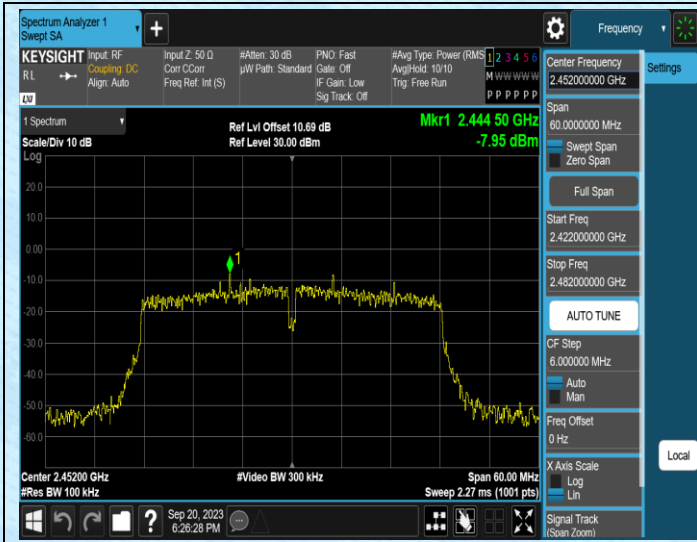 Spectrum Analyzer 1
Swept SA
+
Frequency
KEYSIGHT
RL
LXI
Input: RF
Coupling: DC
Align: Auto
Input Z: 50 Ω
Corr CCorr
Freq Ref: Int (S)
#Atten: 30 dB
µW Path: Standard
PNO: Fast
Gate: Off
IF Gain: Low
Sig Track: Off
#Avg Type: Power (RMS
Avg|Hold: 10/10
Trig: Free Run
1 2 3 4 5 6
M W W W W W
P P P P P P
1 Spectrum
Scale/Div 10 dB
Ref Lvl Offset 10.69 dB
Ref Level 30.00 dBm
Mkr1 2.444 50 GHz
-7.95 dBm
Log
20.0
10.0
0.00
-10.0
-20.0
-30.0
-40.0
-50.0
-60.0
1
Center 2.45200 GHz
#Res BW 100 kHz
#Video BW 300 kHz
Span 60.00 MHz
Sweep 2.27 ms (1001 pts)
?
Sep 20, 2023
6:26:28 PM
Center Frequency
2.452000000 GHz
Span
60.0000000 MHz
Swept Span
Zero Span
Full Span
Start Freq
2.422000000 GHz
Stop Freq
2.482000000 GHz
AUTO TUNE
CF Step
6.000000 MHz
Auto
Man
Freq Offset
0 Hz
X Axis Scale
Log
Lin
Signal Track
(Span Zoom)
Settings
Local